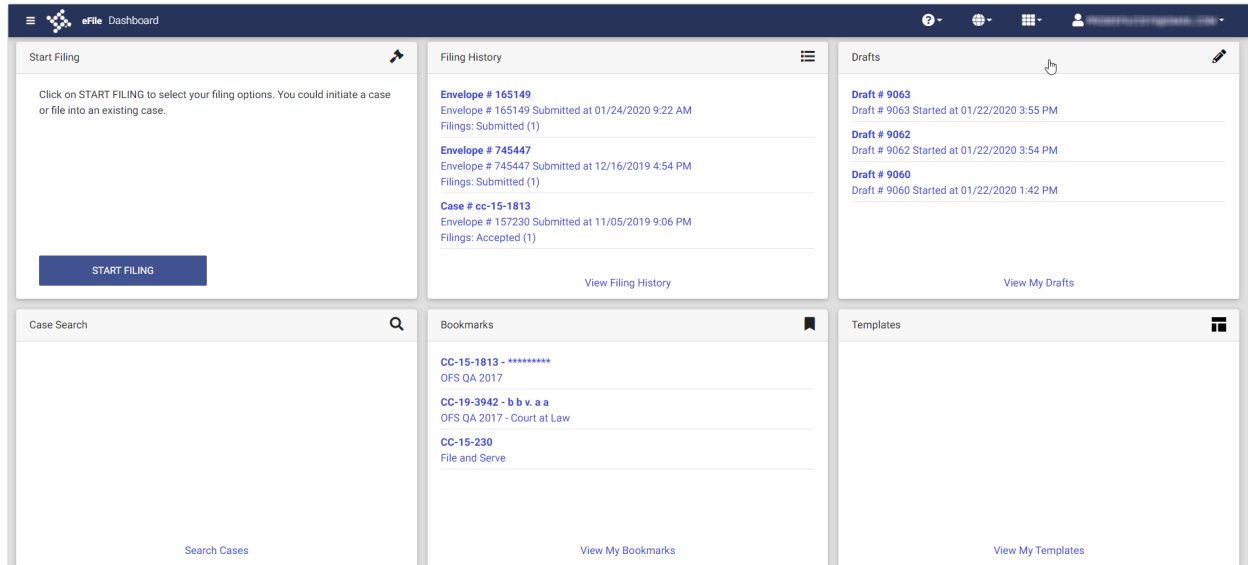 eFile Dashboard
Start Filing
Click on START FILING to select your filing options. You could initiate a case
or file into an existing case.
START FILING
Filing History
Envelope # 165149
Envelope # 165149 Submitted at 01/24/2020 9:22 AM
Filings: Submitted (1)
Envelope # 745447
Envelope # 745447 Submitted at 12/16/2019 4:54 PM
Filings: Submitted (1)
Case # cc-15-1813
Envelope # 157230 Submitted at 11/05/2019 9:06 PM
Filings: Accepted (1)
View Filing History
Drafts
Draft # 9063
Draft # 9063 Started at 01/22/2020 3:55 PM
Draft # 9062
Draft # 9062 Started at 01/22/2020 3:54 PM
Draft # 9060
Draft # 9060 Started at 01/22/2020 1:42 PM
View My Drafts
Case Search
Search Cases
Bookmarks
CC-15-1813 - *********
OFS QA 2017
CC-19-3942 - b b v. a a
OFS QA 2017 - Court at Law
CC-15-230
File and Serve
View My Bookmarks
Templates
View My Templates